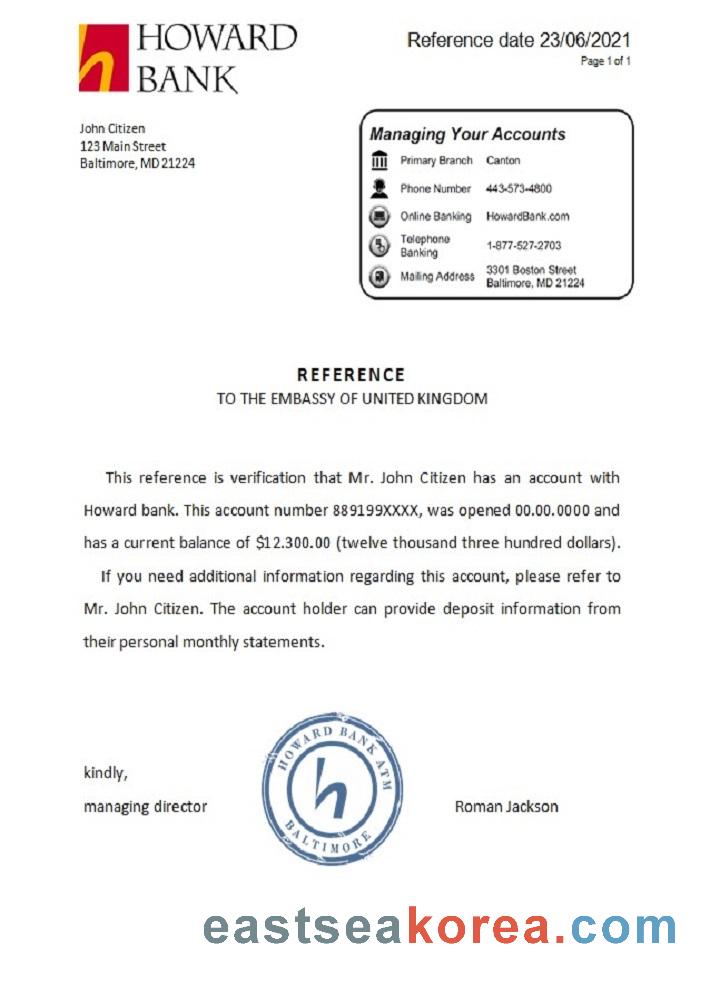 HOWARD
BANK
Reference date 23/06/2021
Page 1 of 1
John Citizen
123 Main Street
Baltimore, MD 21224
Managing Your Accounts
Primary Branch Canton
Phone Number 443-573-4800
Online Banking HowardBank.com
Telephone
Banking 1-877-527-2703
Mailing Address 3301 Boston Street
Baltimore, MD 21224
REFERENCE
TO THE EMBASSY OF UNITED KINGDOM
This reference is verification that Mr. John Citizen has an account with
Howard bank. This account number 889199XXXX, was opened 00.00.0000 and
has a current balance of $12.300.00 (twelve thousand three hundred dollars).
If you need additional information regarding this account, please refer to
Mr. John Citizen. The account holder can provide deposit information from
their personal monthly statements.
kindly,
managing director
HOWARD BANK ATM
BALTIMORE
Roman Jackson
eastseakorea.com